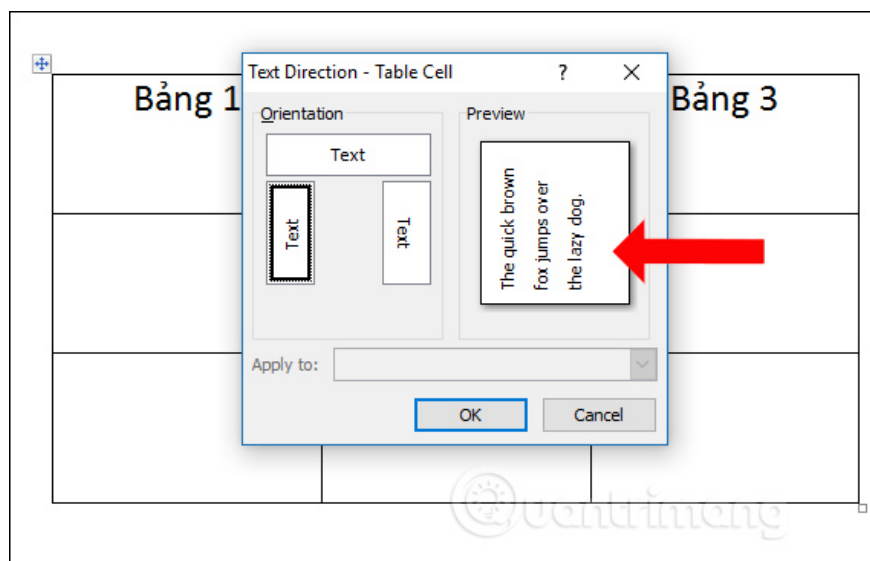 Text Direction - Table Cell
Bảng 1
Bảng 3
Orientation
Preview
Text
Text
Text
The quick brown
fox jumps over
the lazy dog.
Apply to:
OK
Cancel
Quantrimang